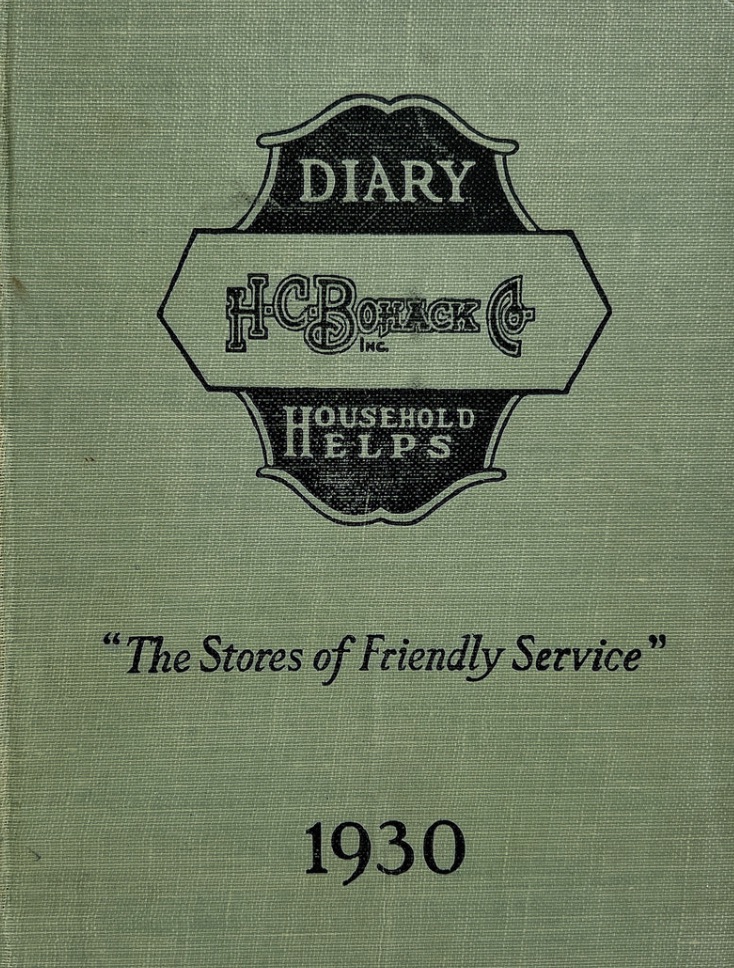 DIARY
H.C. BOHACK CO.
INC.
HOUSEHOLD
HELPS
"The Stores of Friendly Service"
1930